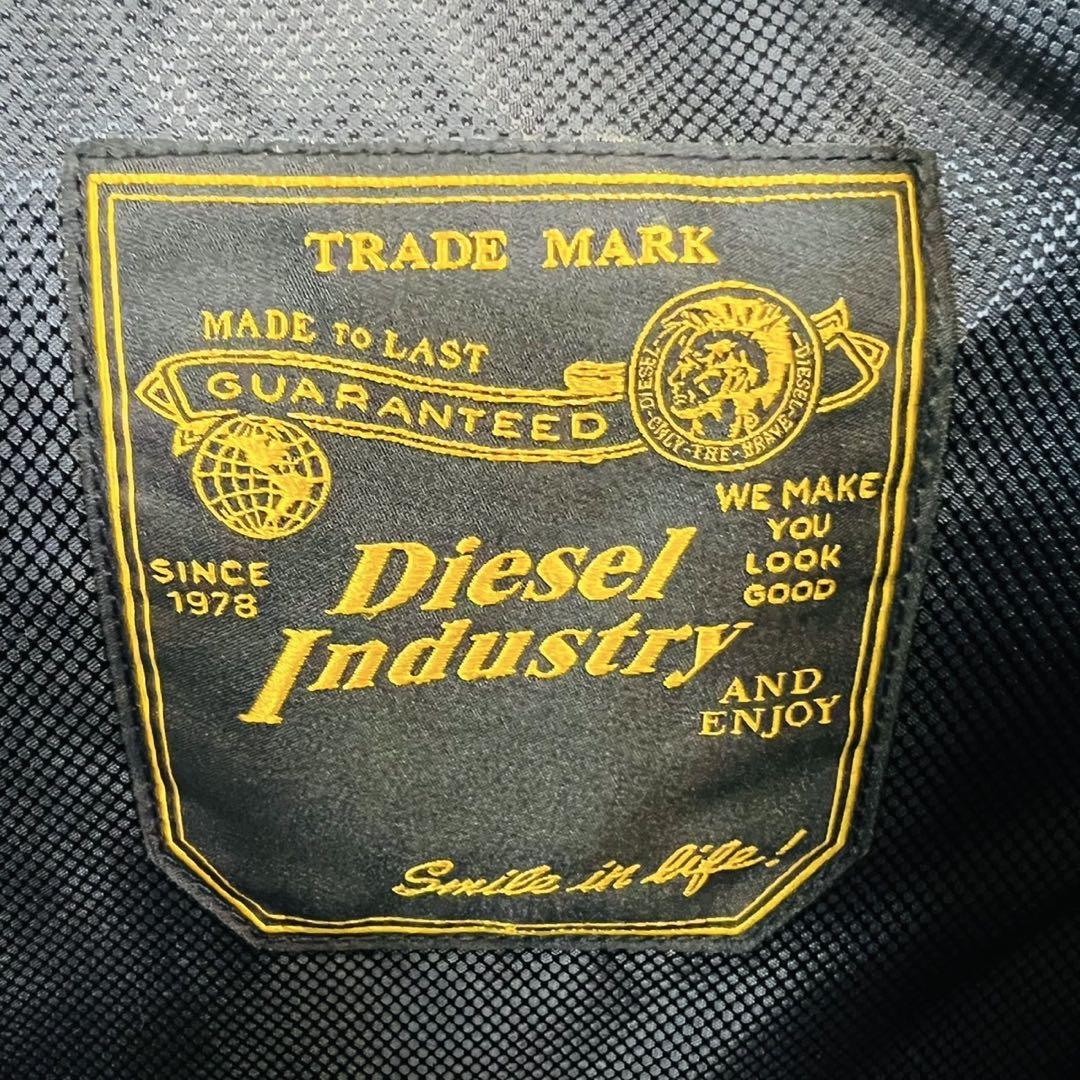 TRADE MARK
MADE TO LAST
GUARANTEED
DIESEL
DIESEL
ONLY-THE-BRAVE
SINCE
1978
Diesel
Industry
WE MAKE
YOU
LOOK
GOOD
AND
ENJOY
Smile in life!